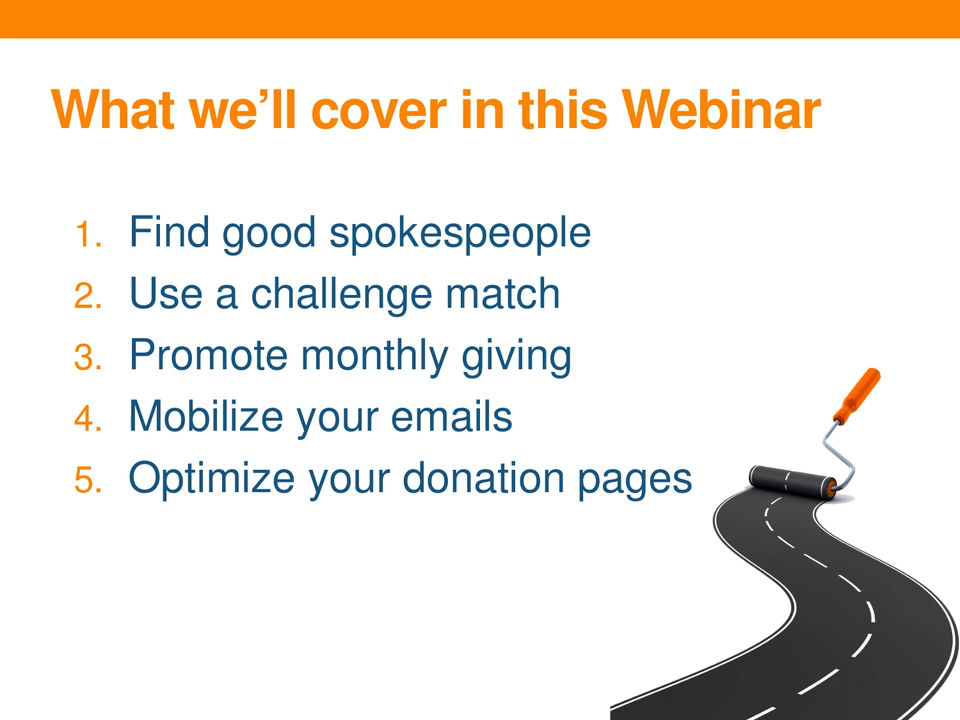 What we’ll cover in this Webinar
1. Find good spokespeople
2. Use a challenge match
3. Promote monthly giving
4. Mobilize your emails
5. Optimize your donation pages